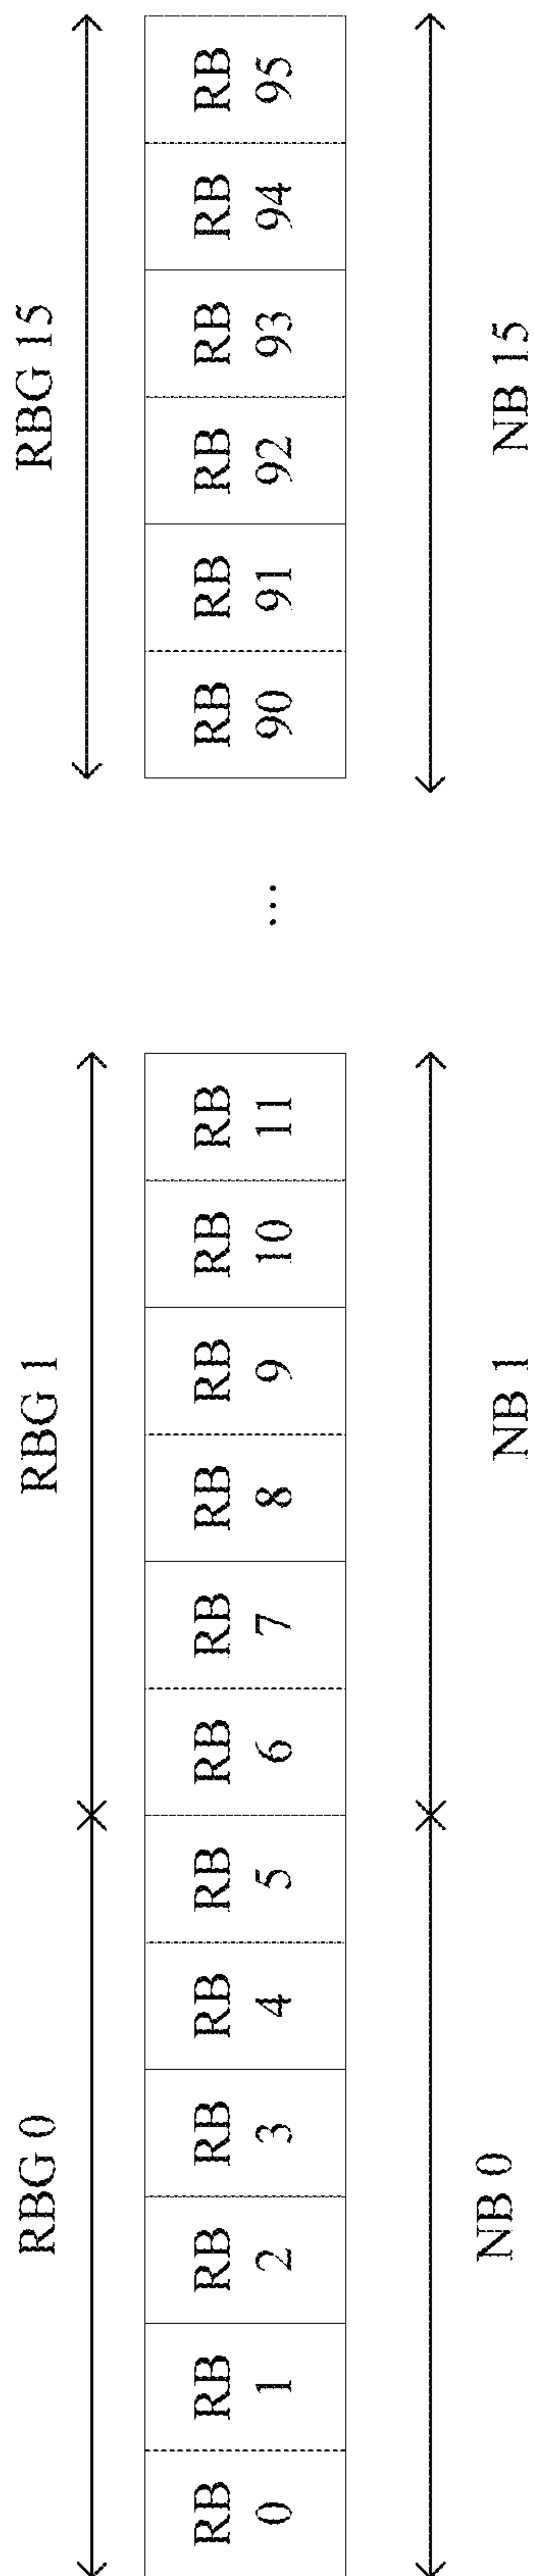 RBG 0
RBG 1
RBG 15
RB 0
RB 1
RB 2
RB 3
RB 4
RB 5
RB 6
RB 7
RB 8
RB 9
RB 10
RB 11
...
RB 90
RB 91
RB 92
RB 93
RB 94
RB 95
NB 0
NB 1
NB 15